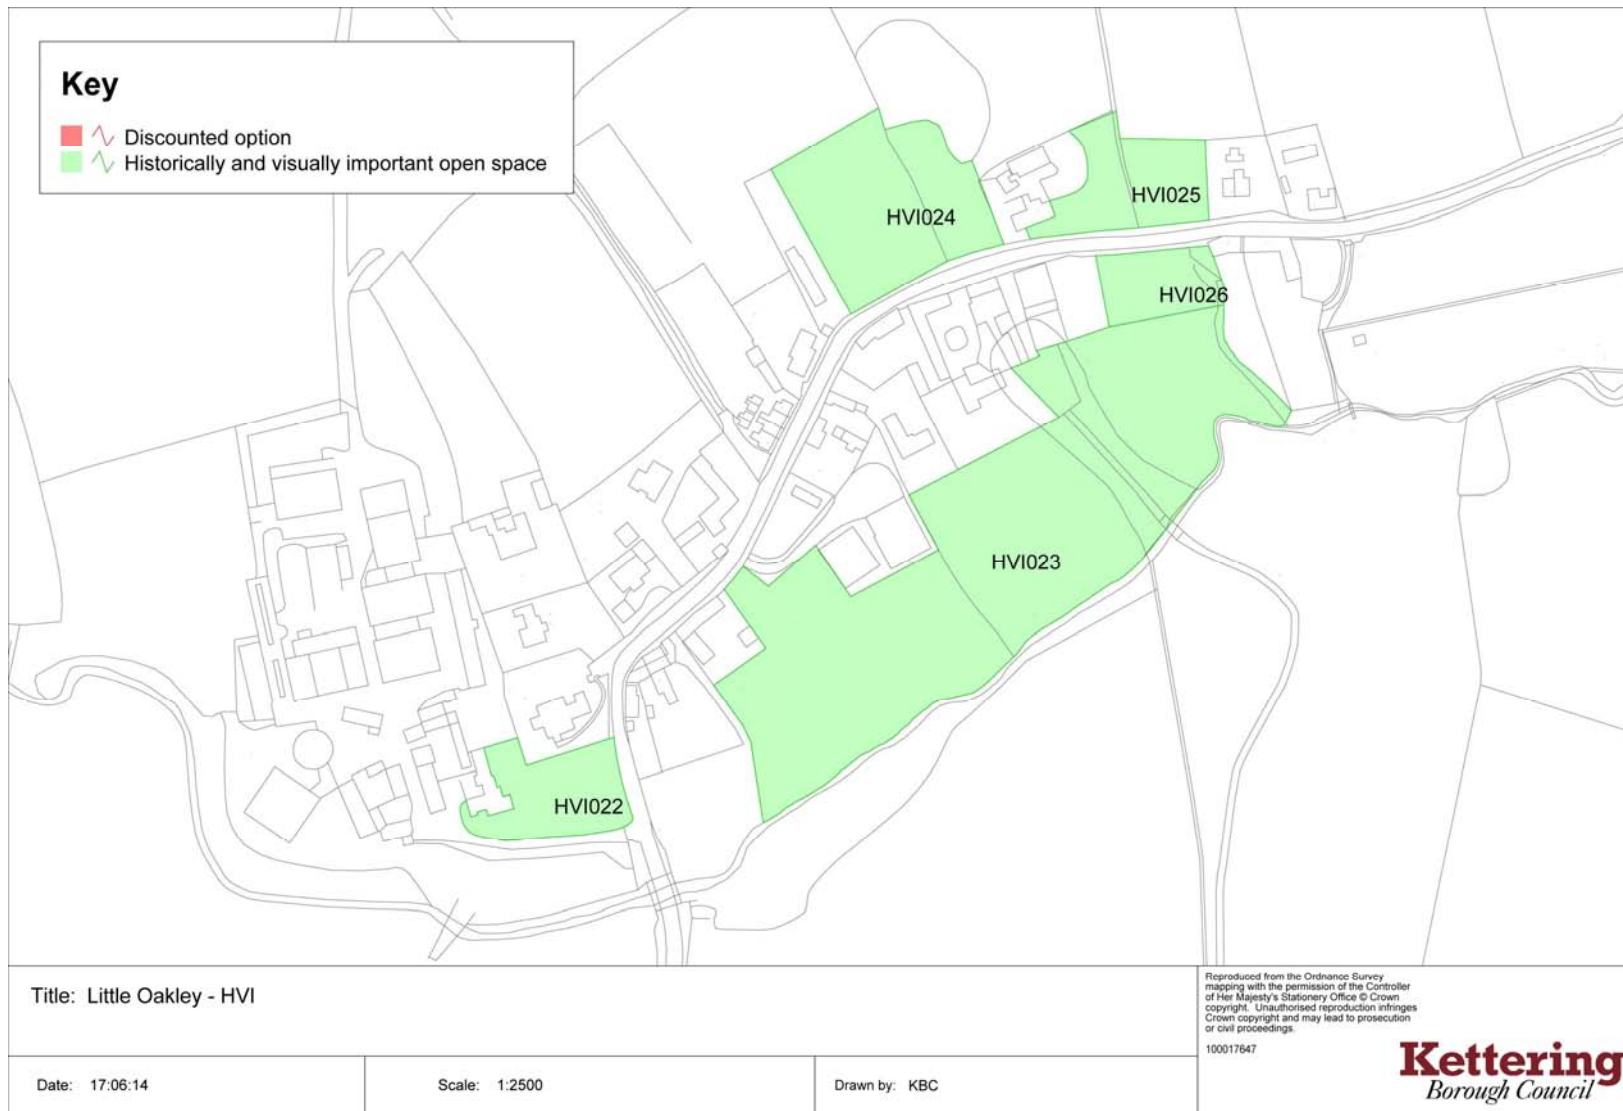 Key
Discounted option
Historically and visually important open space
HVI024
HVI025
HVI026
HVI023
HVI022
Title: Little Oakley - HVI
Reproduced from the Ordnance Survey
mapping with the permission of the Controller
of Her Majesty's Stationery Office © Crown
copyright. Unauthorised reproduction infringes
Crown copyright and may lead to prosecution
or civil proceedings.
100017647
Kettering
Borough Council
Date: 17:06:14
Scale: 1:2500
Drawn by: KBC